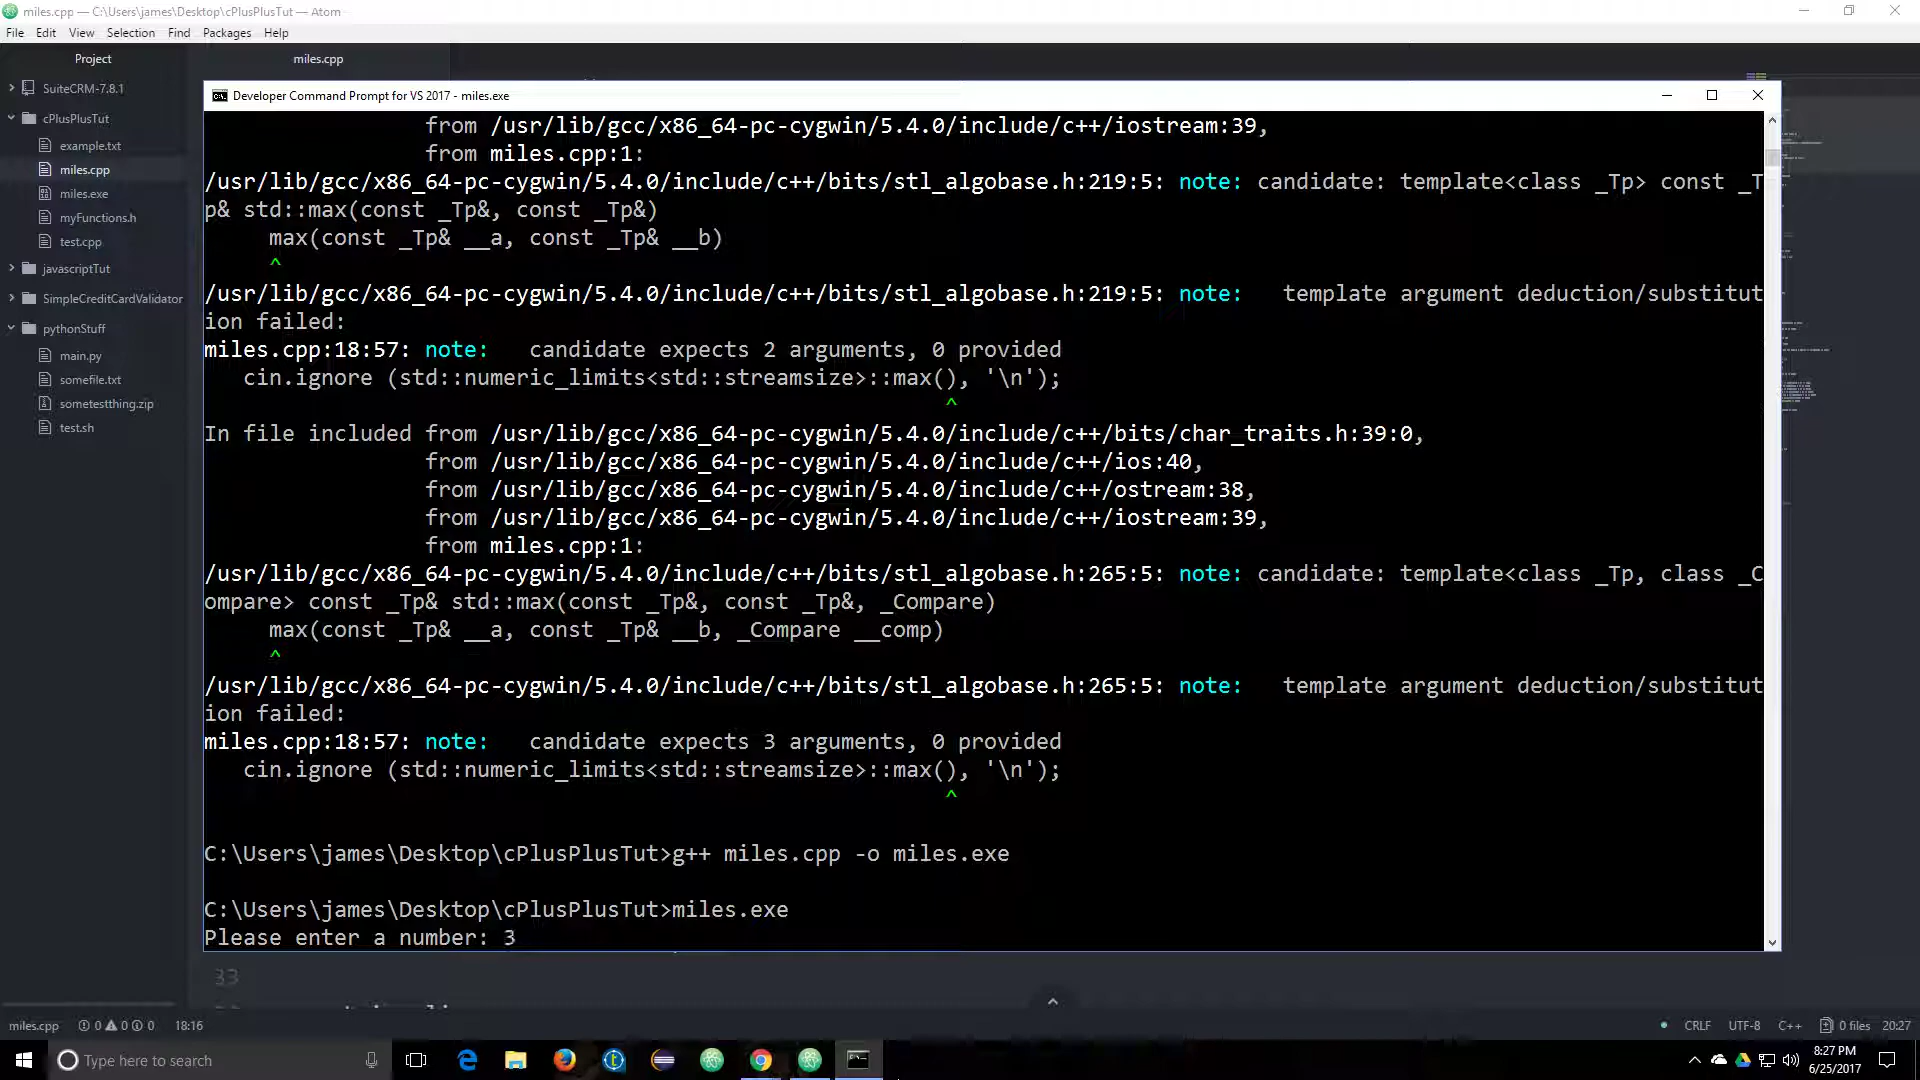 miles.cpp — C:\Users\james\Desktop\cPlusPlusTut — Atom
File Edit View Selection Find Packages Help
Project
miles.cpp
SuiteCRM-7.8.1
cPlusPlusTut
example.txt
miles.cpp
miles.exe
myFunctions.h
test.cpp
javascriptTut
SimpleCreditCardValidator
pythonStuff
main.py
somefile.txt
sometestthing.zip
test.sh
Developer Command Prompt for VS 2017 - miles.exe
from /usr/lib/gcc/x86_64-pc-cygwin/5.4.0/include/c++/iostream:39,
from miles.cpp:1:
/usr/lib/gcc/x86_64-pc-cygwin/5.4.0/include/c++/bits/stl_algobase.h:219:5: note: candidate: template<class _Tp> const _T
p& std::max(const _Tp&, const _Tp&)
max(const _Tp& __a, const _Tp& __b)
^
/usr/lib/gcc/x86_64-pc-cygwin/5.4.0/include/c++/bits/stl_algobase.h:219:5: note:   template argument deduction/substitut
ion failed:
miles.cpp:18:57: note:   candidate expects 2 arguments, 0 provided
cin.ignore (std::numeric_limits<std::streamsize>::max(), '\n');
^
In file included from /usr/lib/gcc/x86_64-pc-cygwin/5.4.0/include/c++/bits/char_traits.h:39:0,
from /usr/lib/gcc/x86_64-pc-cygwin/5.4.0/include/c++/ios:40,
from /usr/lib/gcc/x86_64-pc-cygwin/5.4.0/include/c++/ostream:38,
from /usr/lib/gcc/x86_64-pc-cygwin/5.4.0/include/c++/iostream:39,
from miles.cpp:1:
/usr/lib/gcc/x86_64-pc-cygwin/5.4.0/include/c++/bits/stl_algobase.h:265:5: note: candidate: template<class _Tp, class _C
ompare> const _Tp& std::max(const _Tp&, const _Tp&, _Compare)
max(const _Tp& __a, const _Tp& __b, _Compare __comp)
^
/usr/lib/gcc/x86_64-pc-cygwin/5.4.0/include/c++/bits/stl_algobase.h:265:5: note:   template argument deduction/substitut
ion failed:
miles.cpp:18:57: note:   candidate expects 3 arguments, 0 provided
cin.ignore (std::numeric_limits<std::streamsize>::max(), '\n');
^
C:\Users\james\Desktop\cPlusPlusTut>g++ miles.cpp -o miles.exe
C:\Users\james\Desktop\cPlusPlusTut>miles.exe
Please enter a number: 3
33
miles.cpp 0 0 0 18:16 CRLF UTF-8 C++ 0 files 20:27
Type here to search
8:27 PM
6/25/2017